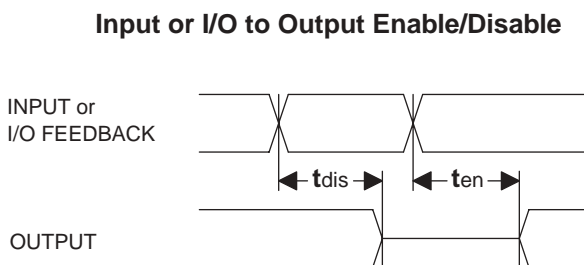 Input or I/O to Output Enable/Disable
INPUT or
I/O FEEDBACK
tdis
ten
OUTPUT